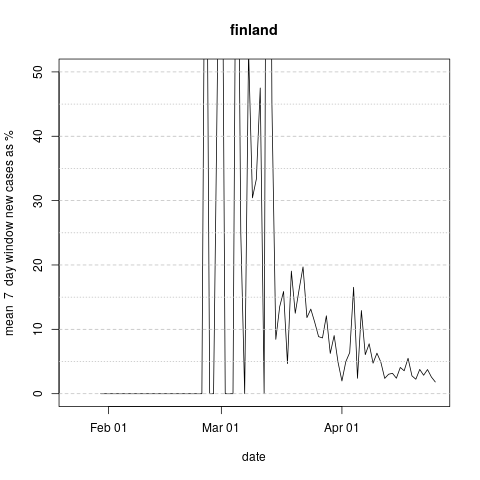 finland
mean 7 day window new cases as %
50
40
30
20
10
0
Feb 01
Mar 01
Apr 01
date